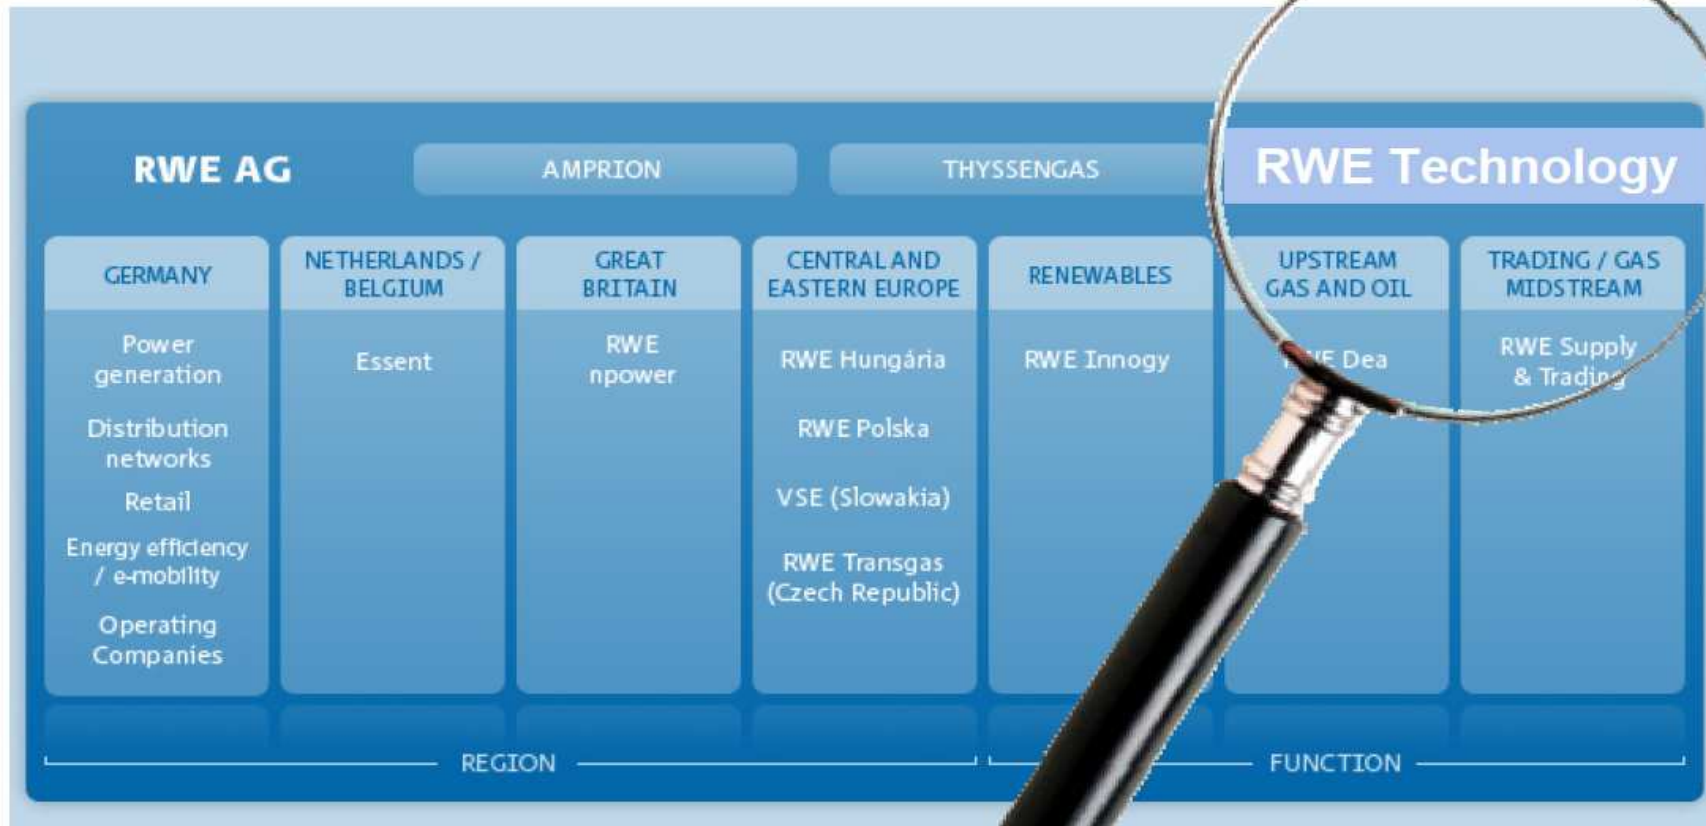 RWE AG
AMPRION
THYSSENGAS
RWE Technology
GERMANY
Power
generation
Distribution
networks
Retail
Energy efficiency
/ e-mobility
Operating
Companies
NETHERLANDS /
BELGIUM
Essent
GREAT
BRITAIN
RWE
npower
CENTRAL AND
EASTERN EUROPE
RWE Hungária
RWE Polska
VSE (Slowakia)
RWE Transgas
(Czech Republic)
RENEWABLES
RWE Innogy
UPSTREAM
GAS AND OIL
Dea
TRADING / GAS
MIDSTREAM
RWE Supply
& Trading
REGION
FUNCTION